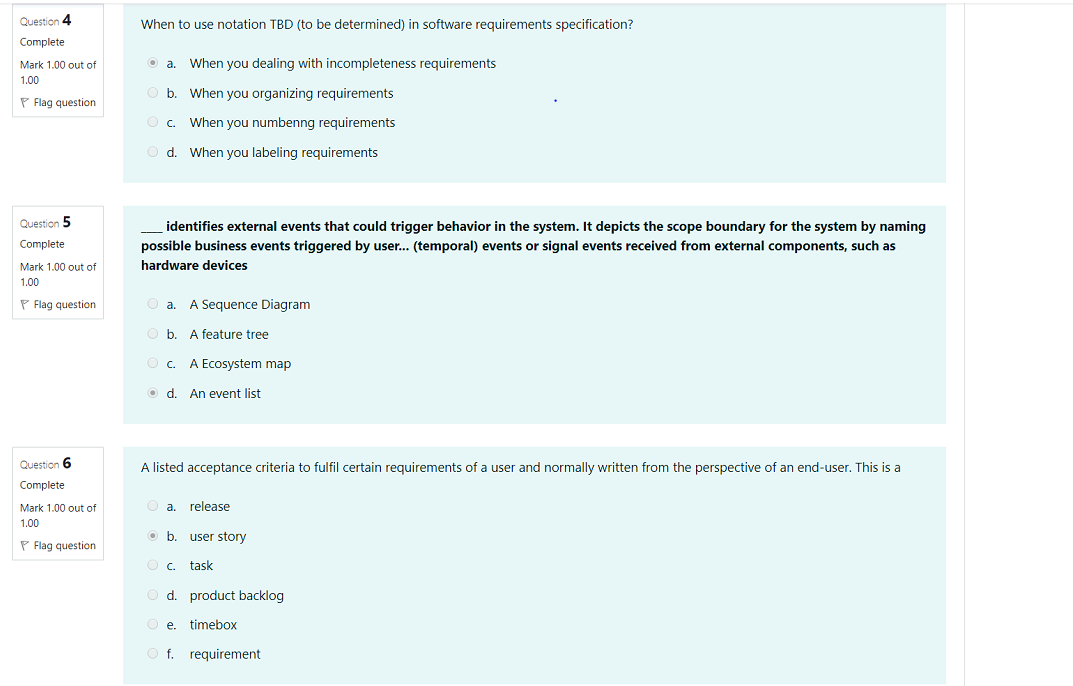 Question 4
Complete
Mark 1.00 out of
1.00
Flag question
When to use notation TBD (to be determined) in software requirements specification?
a. When you dealing with incompleteness requirements
b. When you organizing requirements
c. When you numbenng requirements
d. When you labeling requirements
Question 5
Complete
Mark 1.00 out of
1.00
Flag question
___ identifies external events that could trigger behavior in the system. It depicts the scope boundary for the system by naming
possible business events triggered by user... (temporal) events or signal events received from external components, such as
hardware devices
a. A Sequence Diagram
b. A feature tree
c. A Ecosystem map
d. An event list
Question 6
Complete
Mark 1.00 out of
1.00
Flag question
A listed acceptance criteria to fulfil certain requirements of a user and normally written from the perspective of an end-user. This is a
a. release
b. user story
c. task
d. product backlog
e. timebox
f. requirement